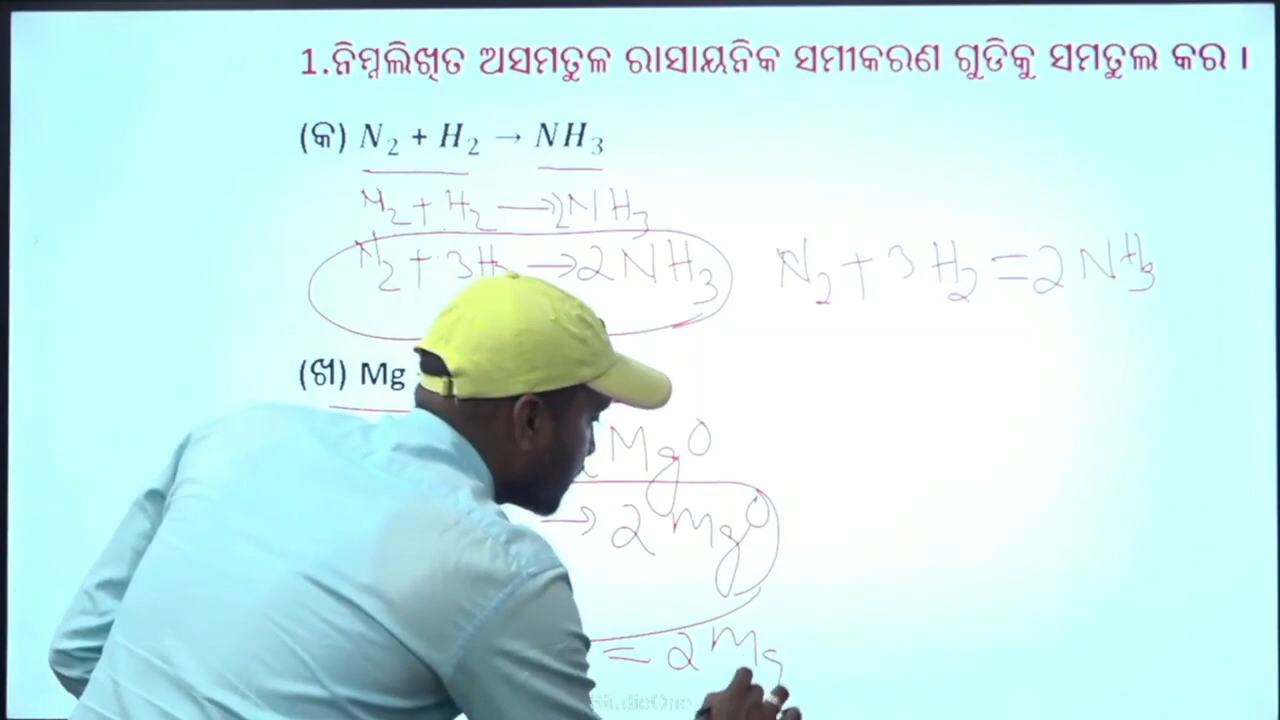 1.ନିମ୍ନଲିଖିତ ଅସମତୁଳ ରାସାୟନିକ ସମୀକରଣ ଗୁଡିକୁ ସମତୁଲ କର ।
(କ) N₂ + H₂ → NH₃
N₂ + H₂ → 2NH₃
N₂ + 3H₂ → 2NH₃ N₂ + 3H₂ = 2NH₃
(ଖ) Mg
MgO
→ 2MgO
= 2Mg